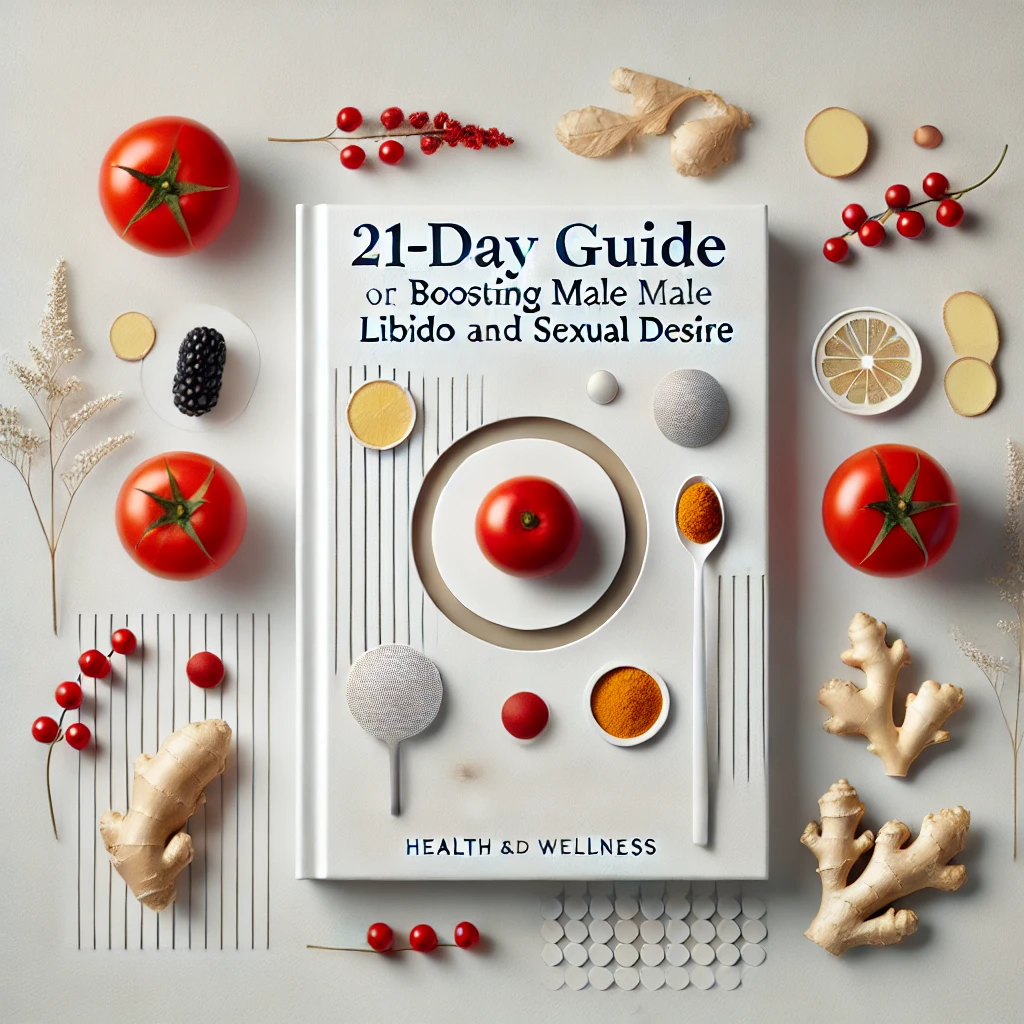 21-Day Guide
or Boosting Male Male
Libido and Sexual Desire
HEALTH &D WELLNESS